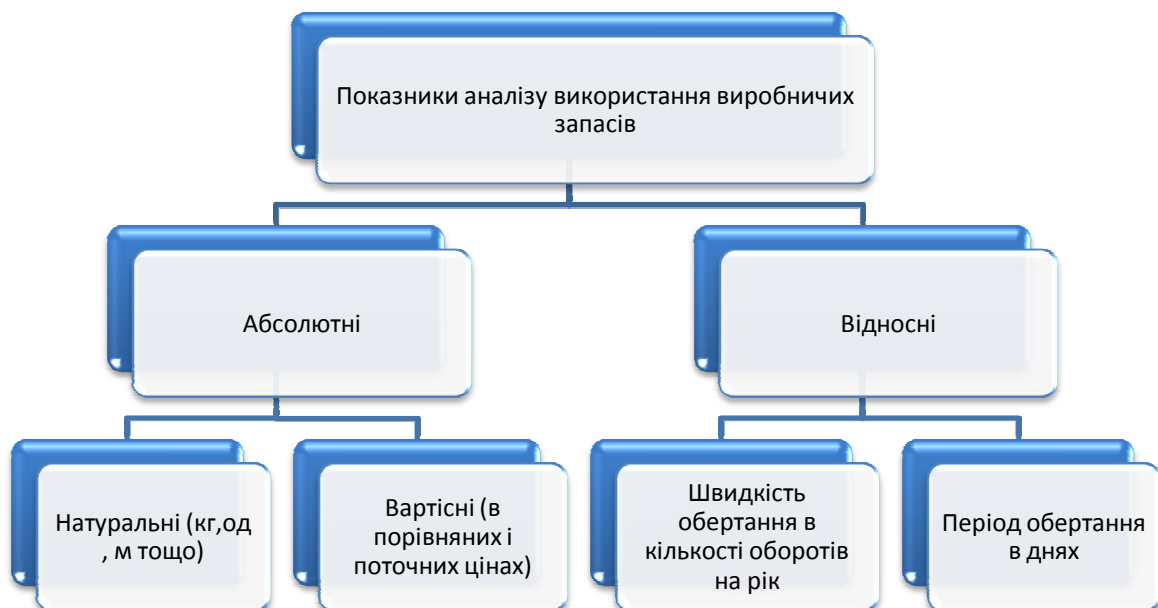 Показники аналізу використання виробничих
запасів
Абсолютні
Відносні
Натуральні (кг,од
, м тощо)
Вартісні (в
порівняних і
поточних цінах)
Швидкість
обертання в
кількості оборотів
на рік
Період обертання
в днях